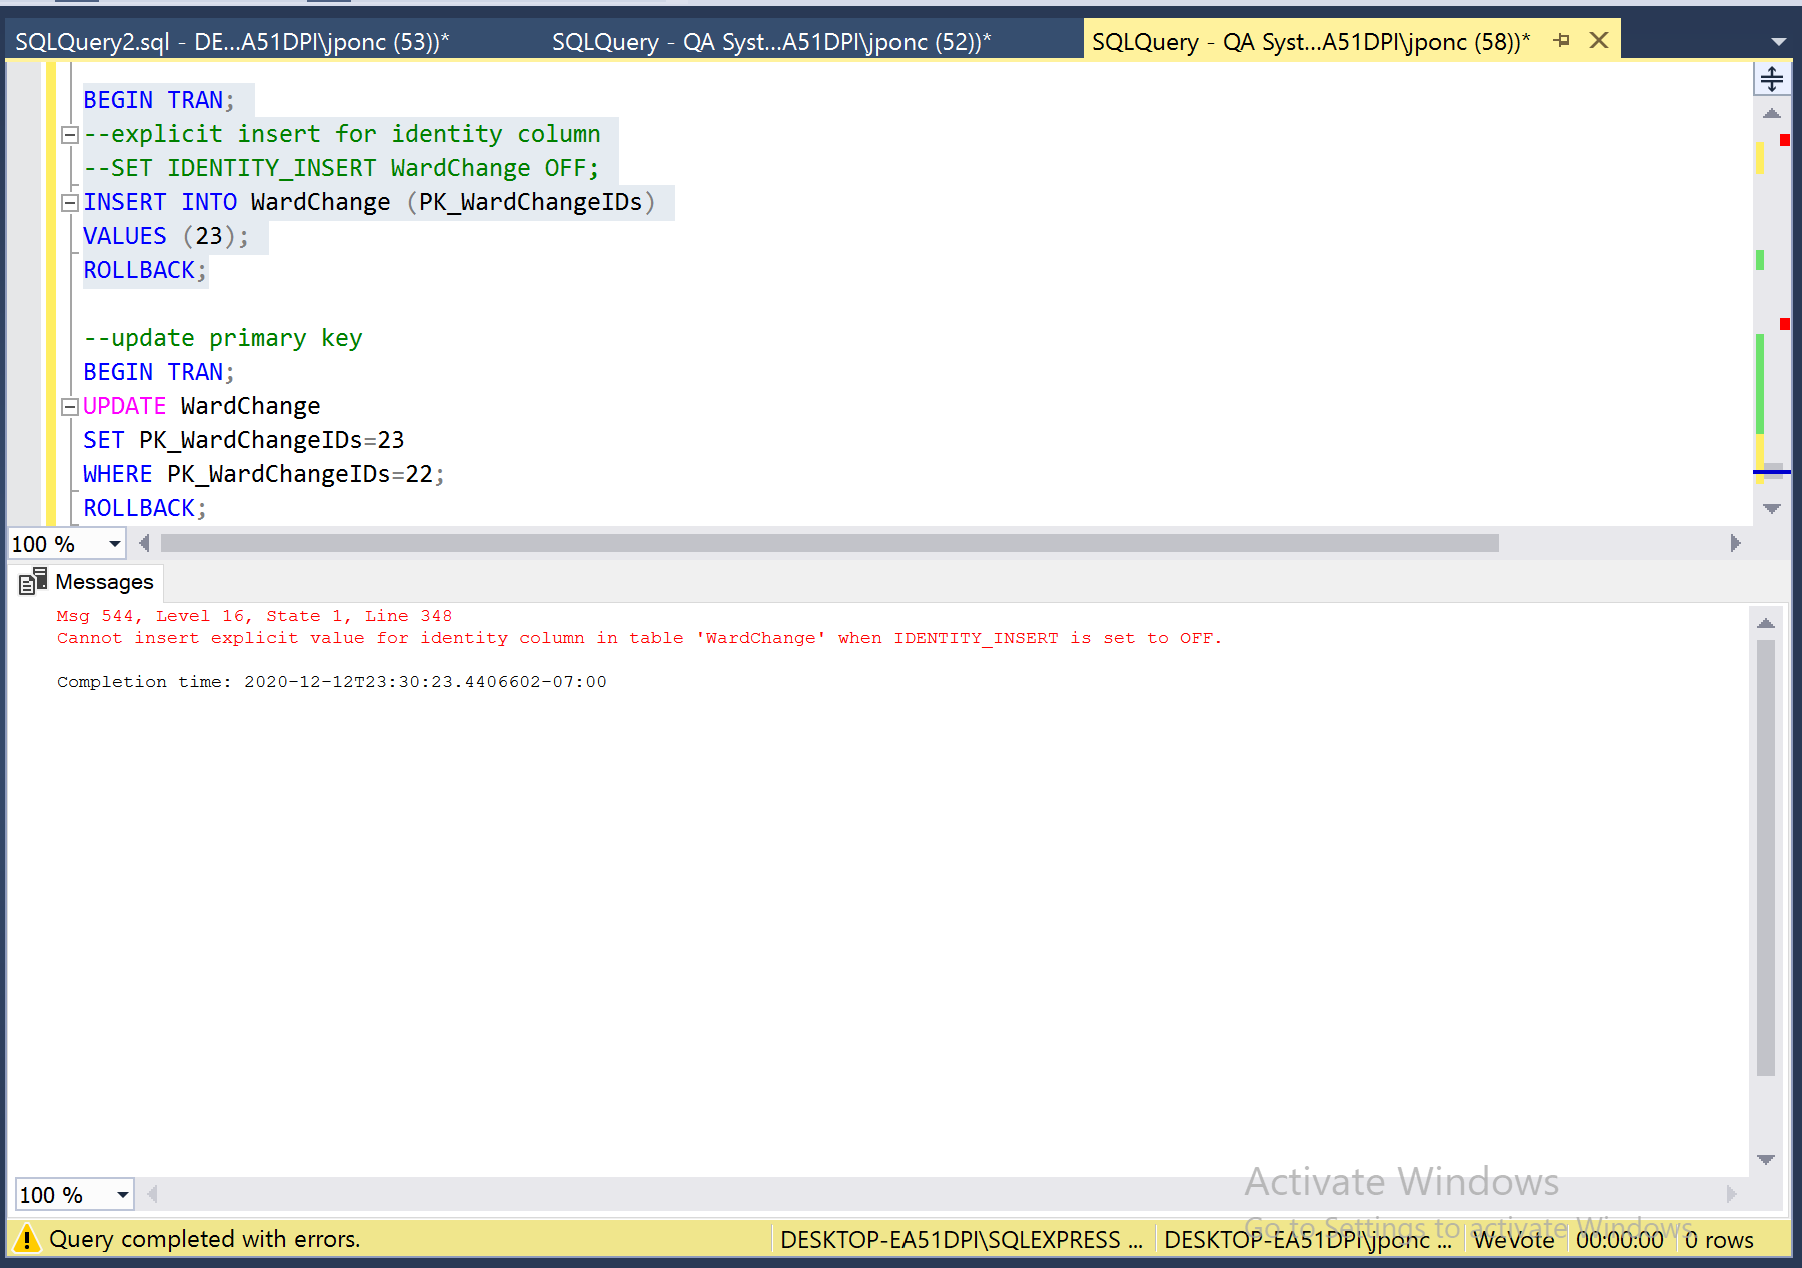 SQLQuery2.sql - DE...A51DPI\jponc (53))*
SQLQuery - QA Syst...A51DPI\jponc (52))*
SQLQuery - QA Syst...A51DPI\jponc (58))*
BEGIN TRAN;
--explicit insert for identity column
--SET IDENTITY_INSERT WardChange OFF;
INSERT INTO WardChange (PK_WardChangeIDs)
VALUES (23);
ROLLBACK;
--update primary key
BEGIN TRAN;
UPDATE WardChange
SET PK_WardChangeIDs=23
WHERE PK_WardChangeIDs=22;
ROLLBACK;
100 %
Messages
Msg 544, Level 16, State 1, Line 348
Cannot insert explicit value for identity column in table 'WardChange' when IDENTITY_INSERT is set to OFF.
Completion time: 2020-12-12T23:30:23.4406602-07:00
100 %
Activate Windows
Go to Settings to activate Windows.
Query completed with errors.
DESKTOP-EA51DPI\SQLEXPRESS ...
DESKTOP-EA51DPI\jponc ...
WeVote
00:00:00
0 rows